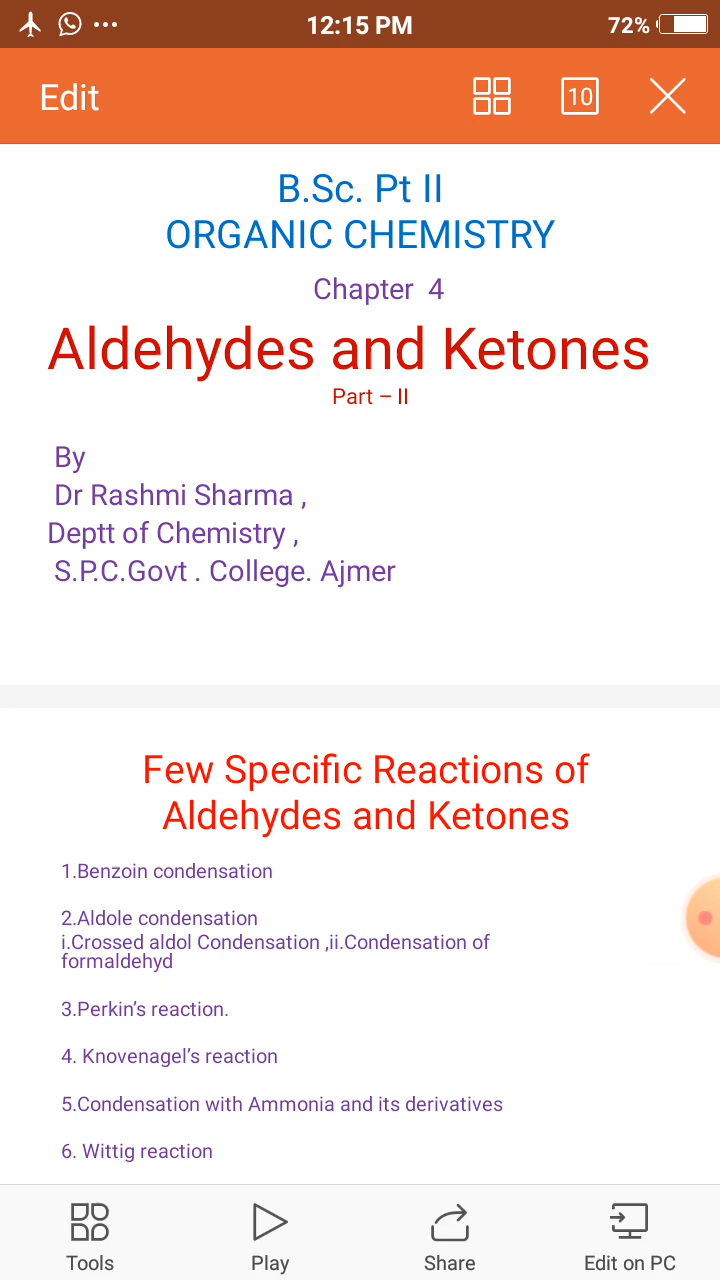 12:15 PM
72%
Edit
10
B.Sc. Pt II
ORGANIC CHEMISTRY
Chapter 4
Aldehydes and Ketones
Part – II
By
Dr Rashmi Sharma ,
Deptt of Chemistry ,
S.P.C.Govt . College. Ajmer
Few Specific Reactions of
Aldehydes and Ketones
1.Benzoin condensation
2.Aldole condensation
i.Crossed aldol Condensation ,ii.Condensation of
formaldehyd
3.Perkin’s reaction.
4. Knovenagel’s reaction
5.Condensation with Ammonia and its derivatives
6. Wittig reaction
Tools
Play
Share
Edit on PC